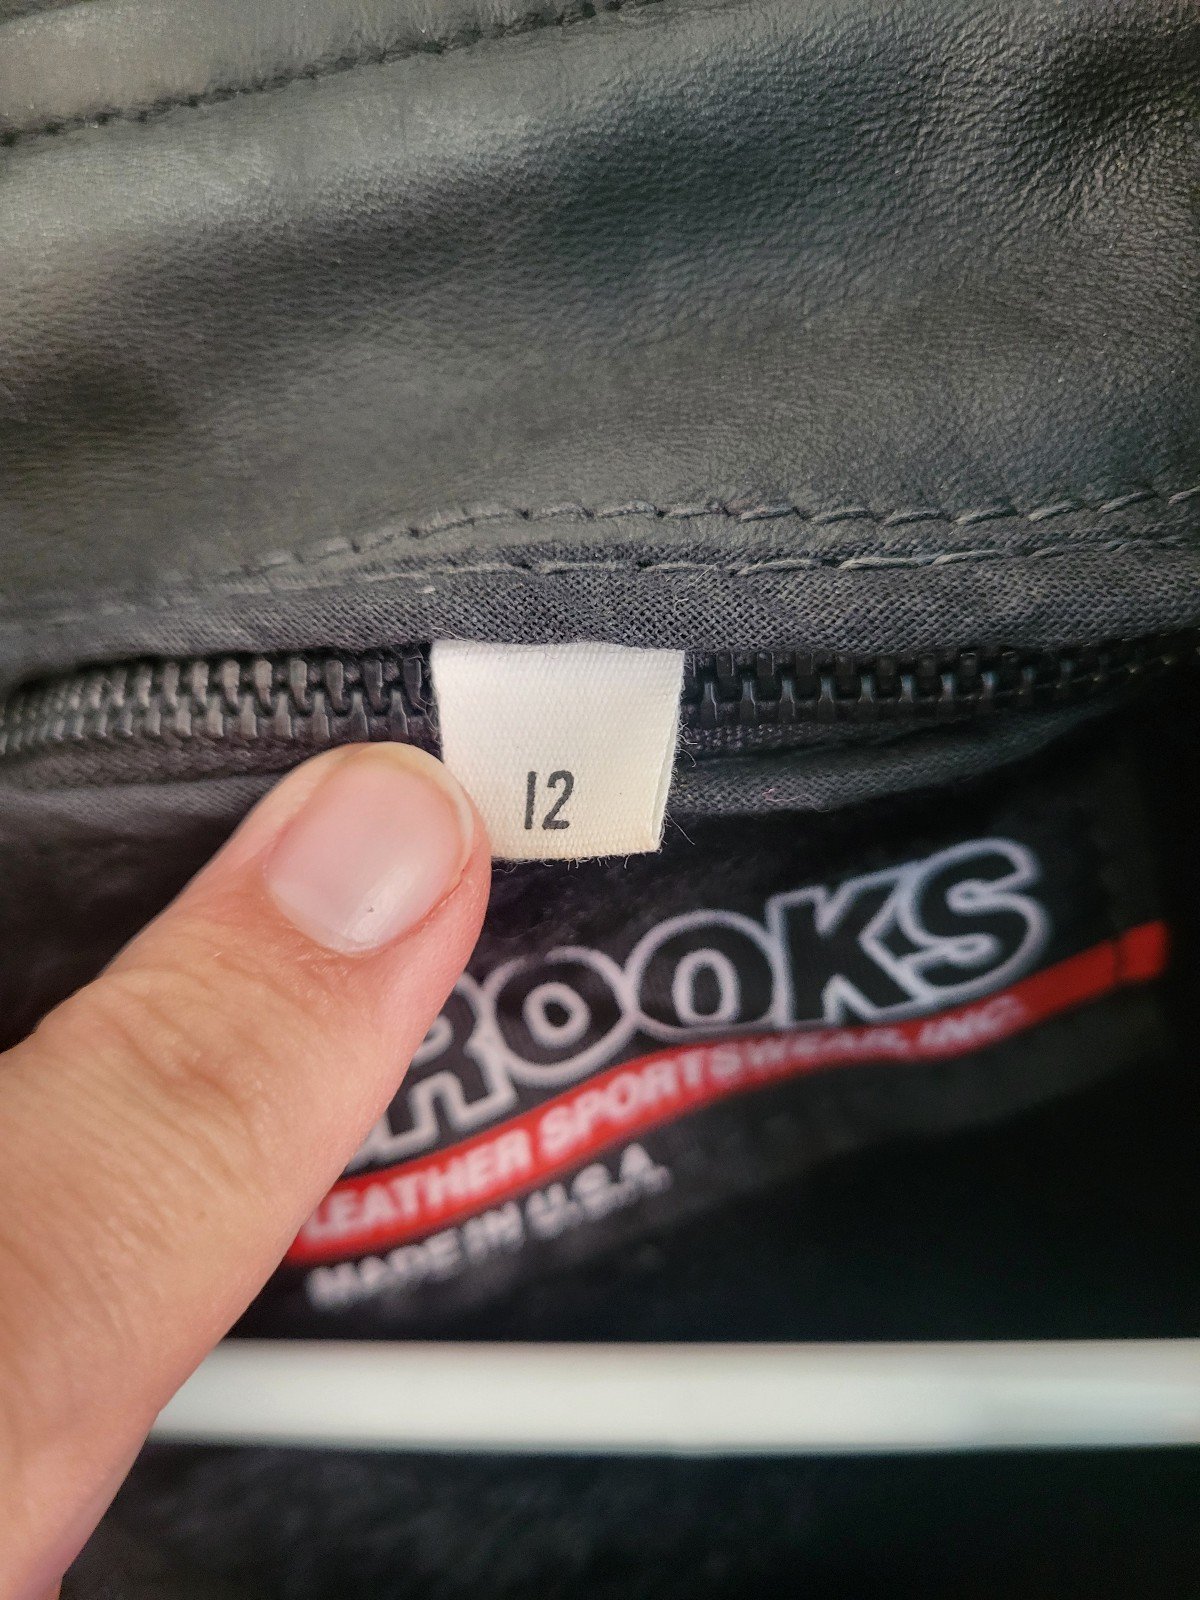 12
ROOKS
LEATHER SPORTSWEAR, INC.
MADE IN U.S.A.